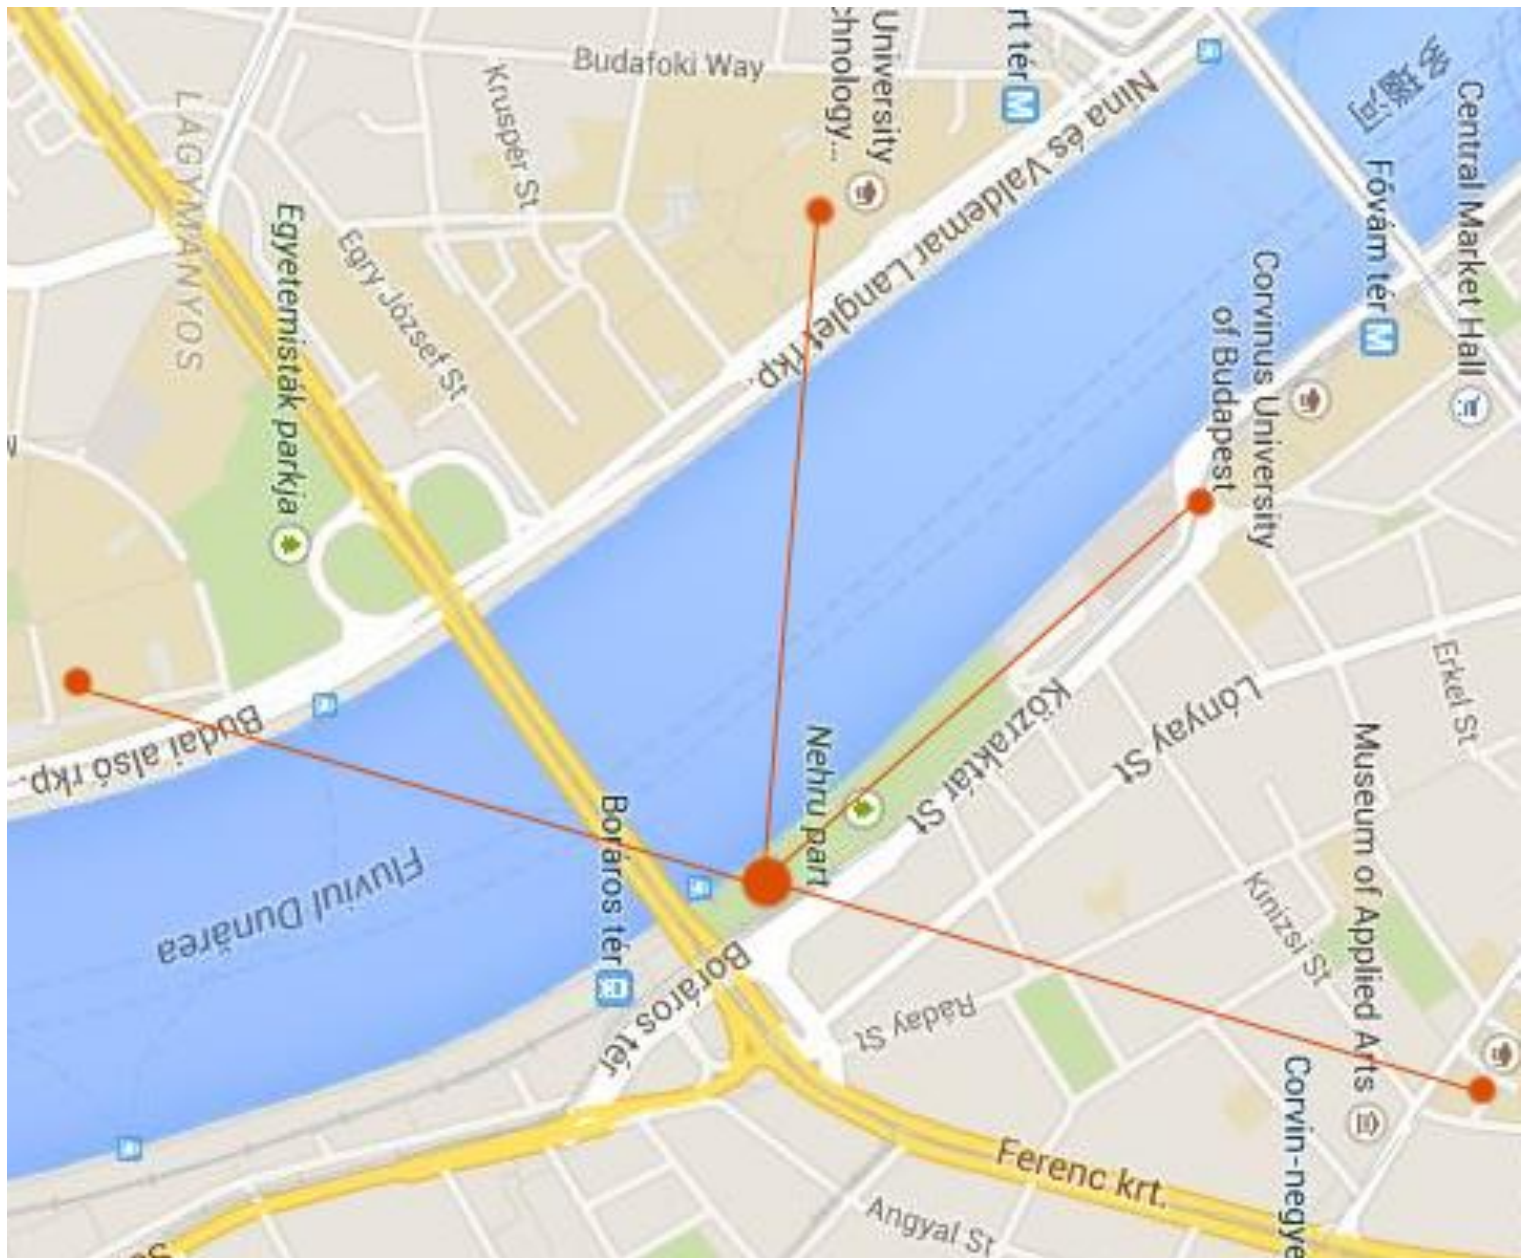 University
chnology...
Budafoki Way
Kruspér St
rt tér
Nina és Valdemar Langlet rkp.
Central Market Hall
Fővám tér
Corvinus University
of Budapest
LÁGYMÁNYOS
Egyetemisták parkja
Egry József St
Budai alsó rkp.
Fluviul Dunărea
Nehru part
Boráros tér
Boráros tér
Közraktár St
Lónyay St
Erkel St
Museum of Applied Arts
Kinizsi St
Ráday St
Corvin-negye
Ferenc krt.
Angyal St